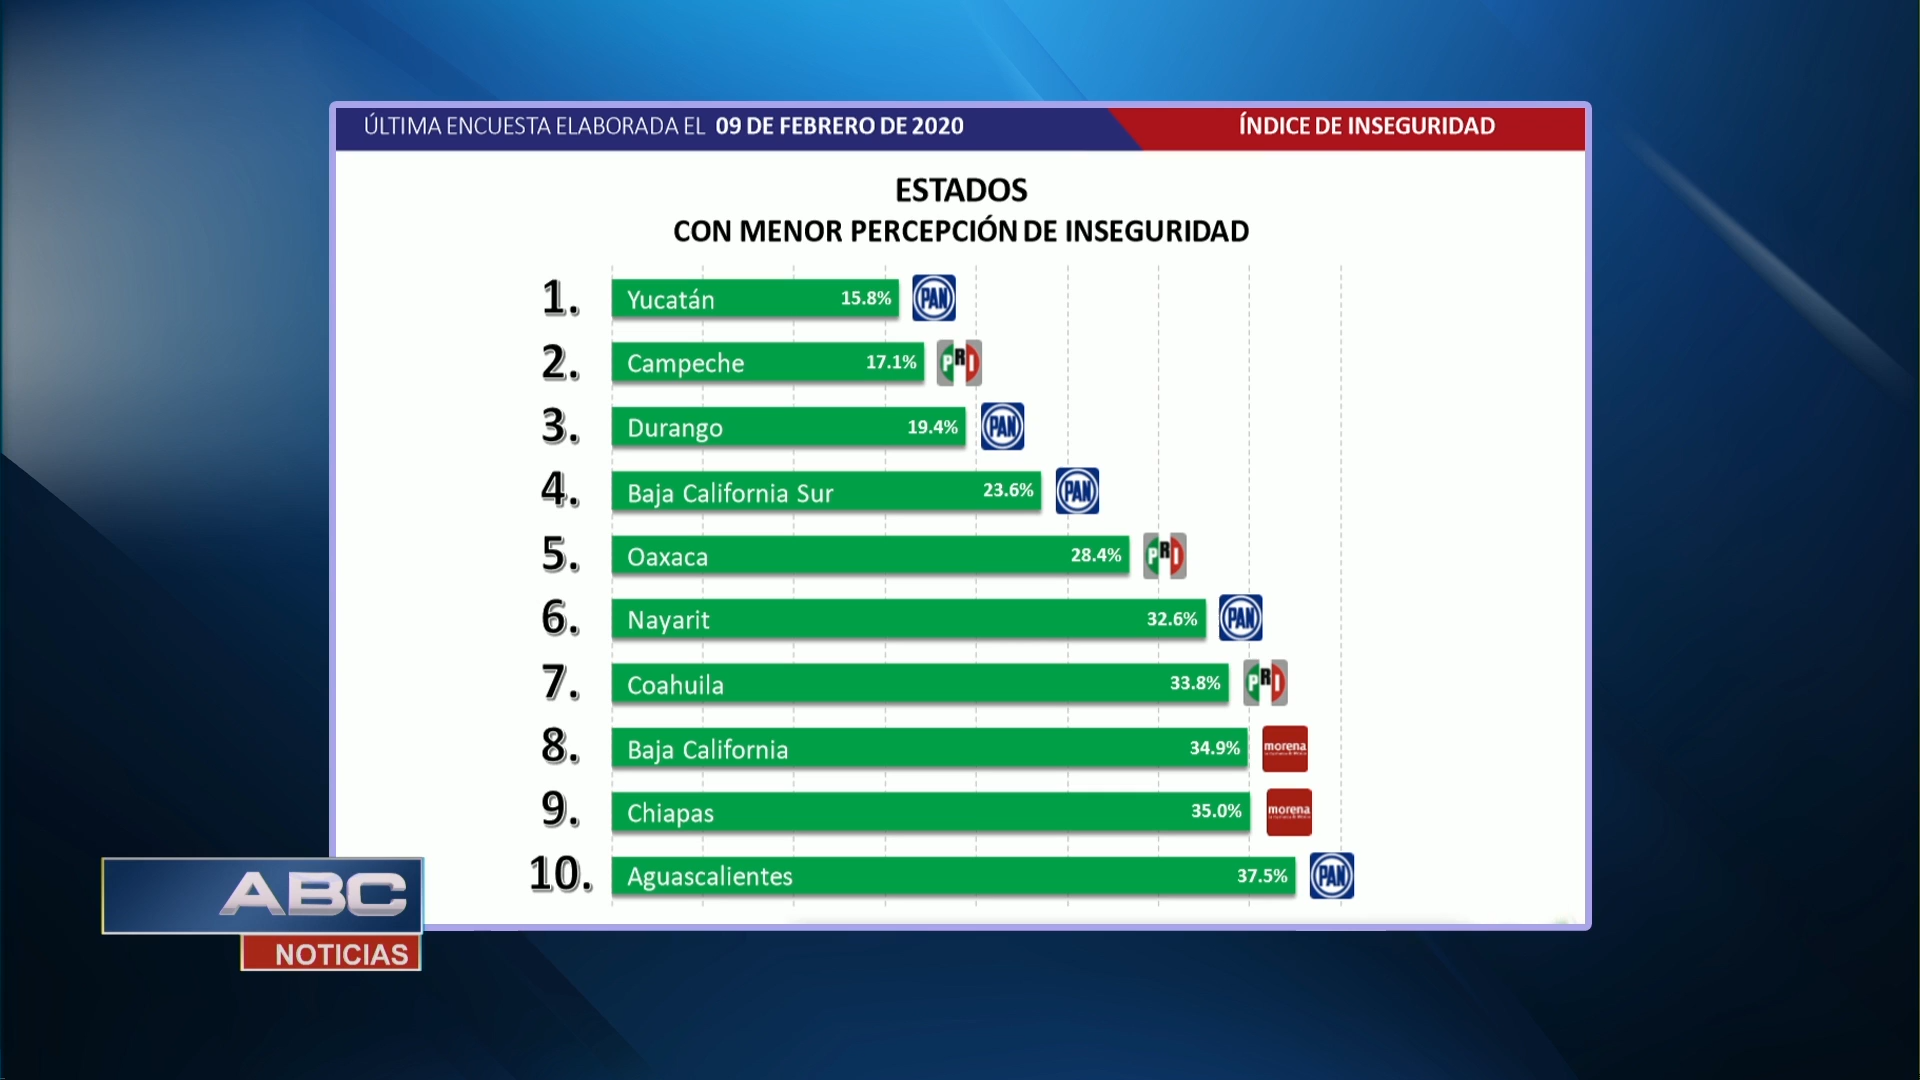 ÚLTIMA ENCUESTA ELABORADA EL 09 DE FEBRERO DE 2020
ÍNDICE DE INSEGURIDAD
ESTADOS
CON MENOR PERCEPCIÓN DE INSEGURIDAD
1. Yucatán 15.8% PAN
2. Campeche 17.1% PRI
3. Durango 19.4% PAN
4. Baja California Sur 23.6% PAN
5. Oaxaca 28.4% PRI
6. Nayarit 32.6% PAN
7. Coahuila 33.8% PRI
8. Baja California 34.9% morena
9. Chiapas 35.0% morena
10. Aguascalientes 37.5% PAN
ABC
NOTICIAS